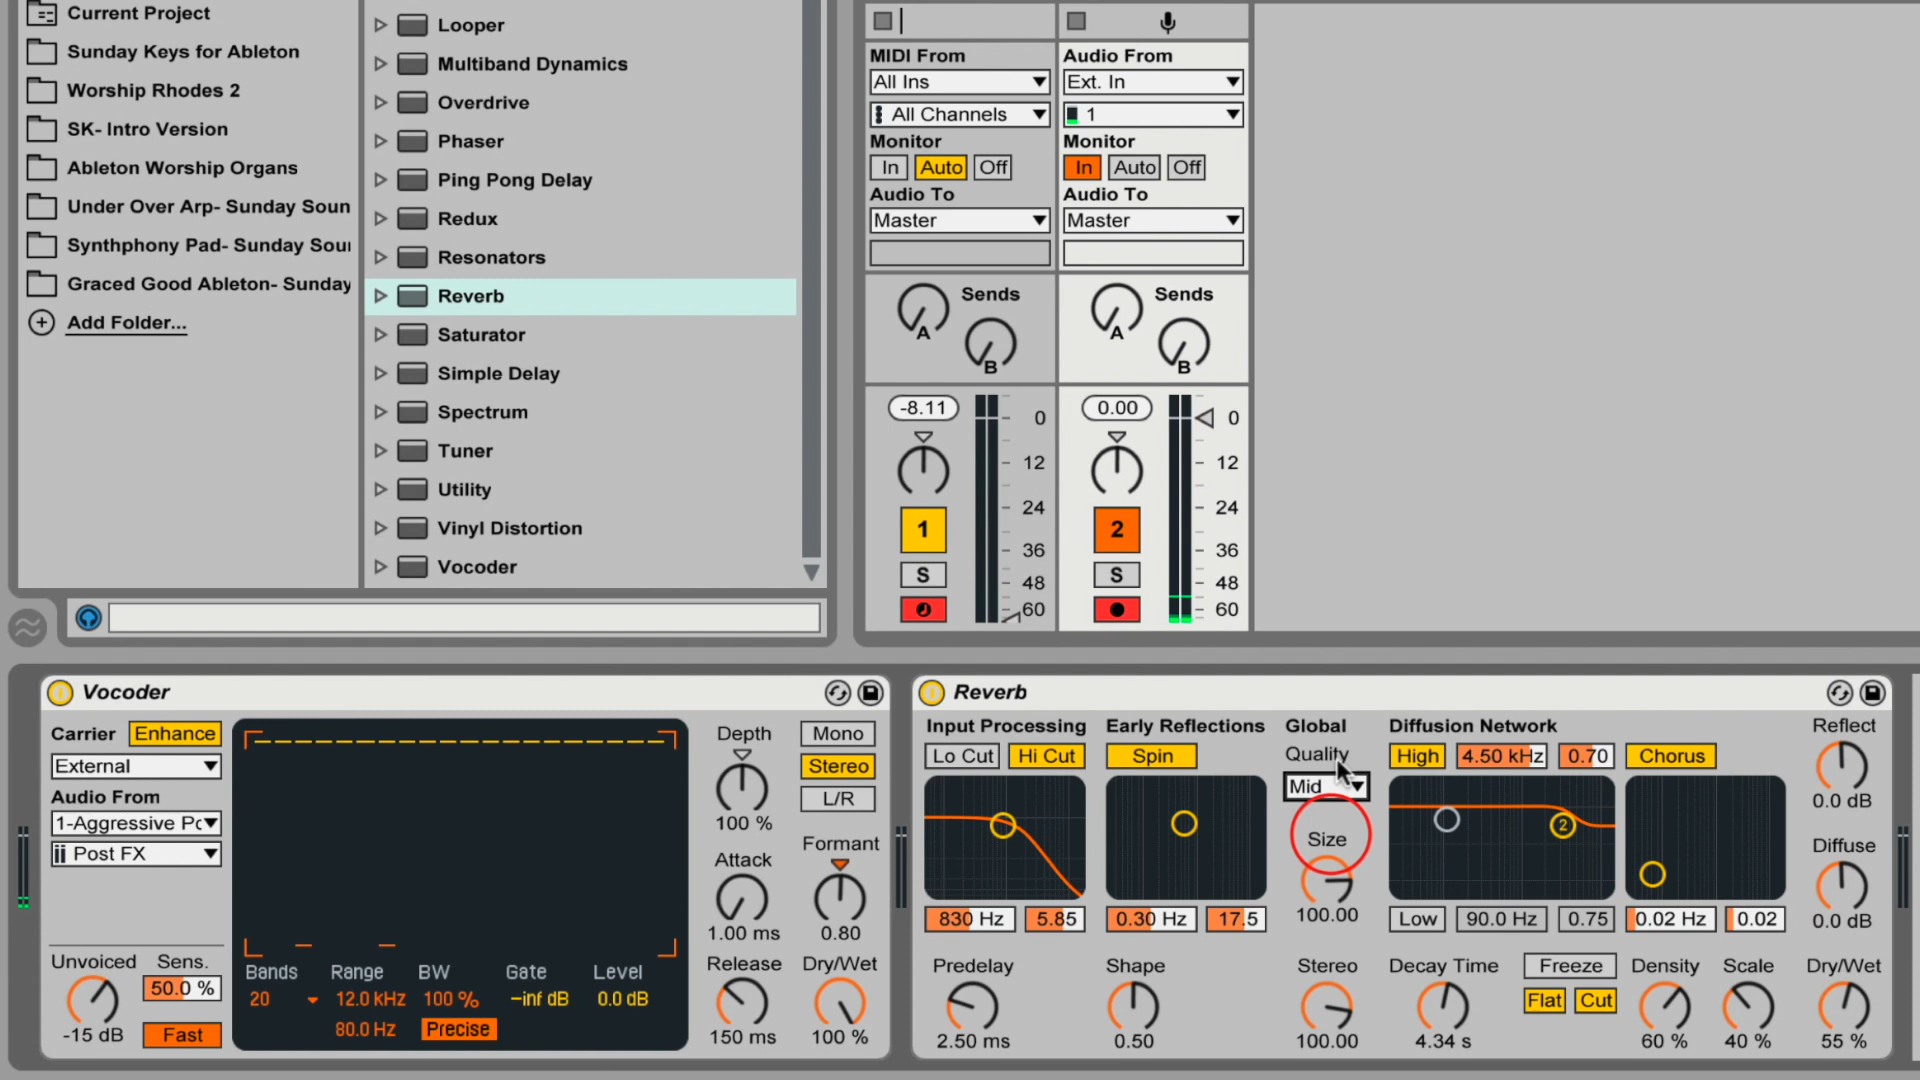 Current Project
Sunday Keys for Ableton
Worship Rhodes 2
SK- Intro Version
Ableton Worship Organs
Under Over Arp- Sunday Soun
Synthphony Pad- Sunday Sou
Graced Good Ableton- Sunday
Add Folder...
Looper
Multiband Dynamics
Overdrive
Phaser
Ping Pong Delay
Redux
Resonators
Reverb
Saturator
Simple Delay
Spectrum
Tuner
Utility
Vinyl Distortion
Vocoder
MIDI From
All Ins
All Channels
Monitor
In Auto Off
Audio To
Master
Sends
A
B
-8.11
0
12
24
36
48
60
1
S
Audio From
Ext. In
1
Monitor
In Auto Off
Audio To
Master
Sends
A
B
0.00
0
12
24
36
48
60
2
S
Vocoder
Carrier Enhance
External
Audio From
1-Aggressive Pc
Post FX
Unvoiced Sens.
50.0 %
-15 dB Fast
Bands Range BW Gate Level
20 12.0 kHz 100 % -inf dB 0.0 dB
80.0 Hz Precise
Depth
100 %
Attack
1.00 ms
Release
150 ms
Mono
Stereo
L/R
Formant
0.80
Dry/Wet
100 %
Reverb
Input Processing
Lo Cut Hi Cut
830 Hz 5.85
Predelay
2.50 ms
Early Reflections
Spin
0.30 Hz 17.5
Shape
0.50
Global
Quality
Mid
Size
100.00
Stereo
100.00
Diffusion Network
High 4.50 kHz 0.70 Chorus
2
Low 90.0 Hz 0.75 0.02 Hz 0.02
Decay Time
4.34 s
Freeze
Flat Cut
Density
60 %
Scale
40 %
Reflect
0.0 dB
Diffuse
0.0 dB
Dry/Wet
55 %